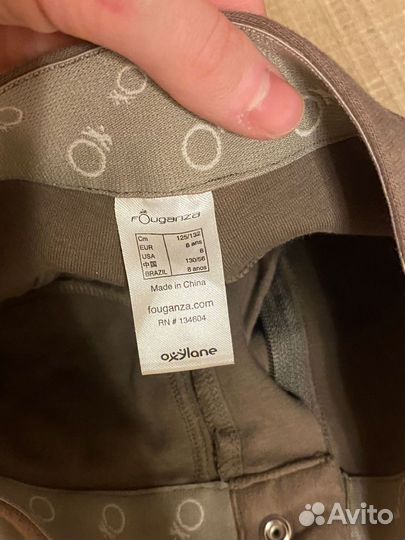 Fouganza
Cm 125/132
EUR 8 ans
USA 8
中国 130/56
BRAZIL 8 anos
Made in China
fouganza.com
RN # 134604
oxylane
Avito